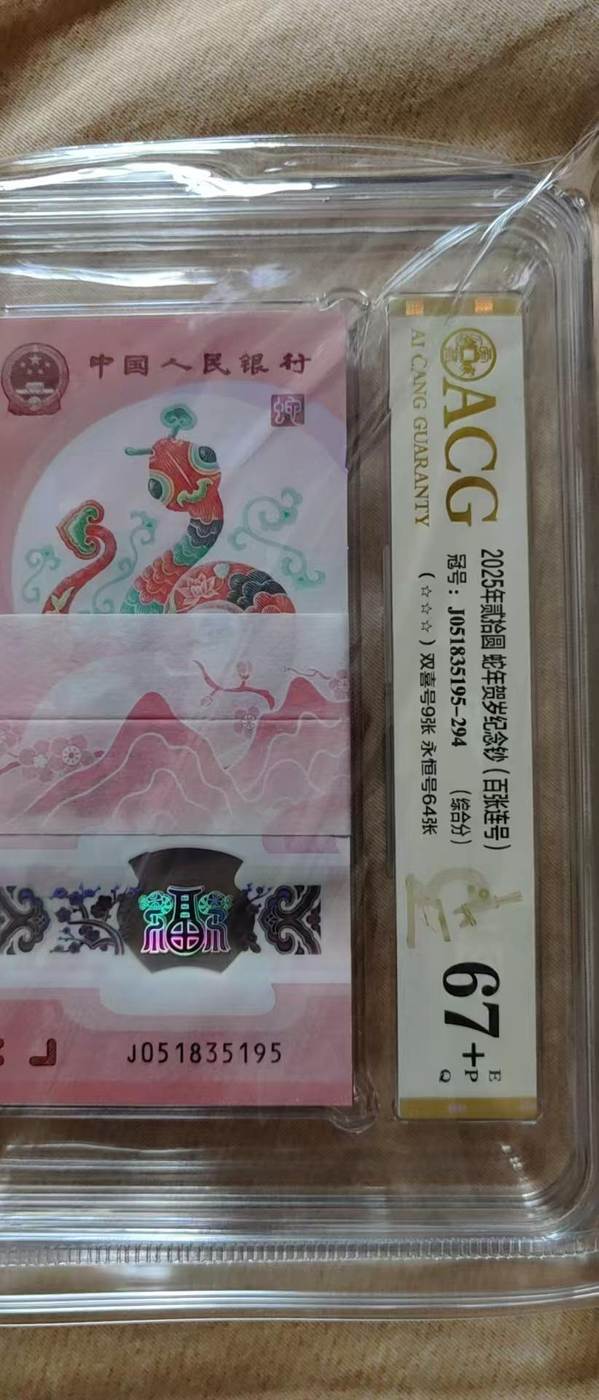 中国人民银行
J051835195
ACG
AI CANG GUARANTY
2025年贰拾圆 蛇年贺岁纪念钞（百张连号）
冠号：J051835195-294 （综合分）
（☆☆☆）双喜号9张 永恒号64张
67+
E
P
Q